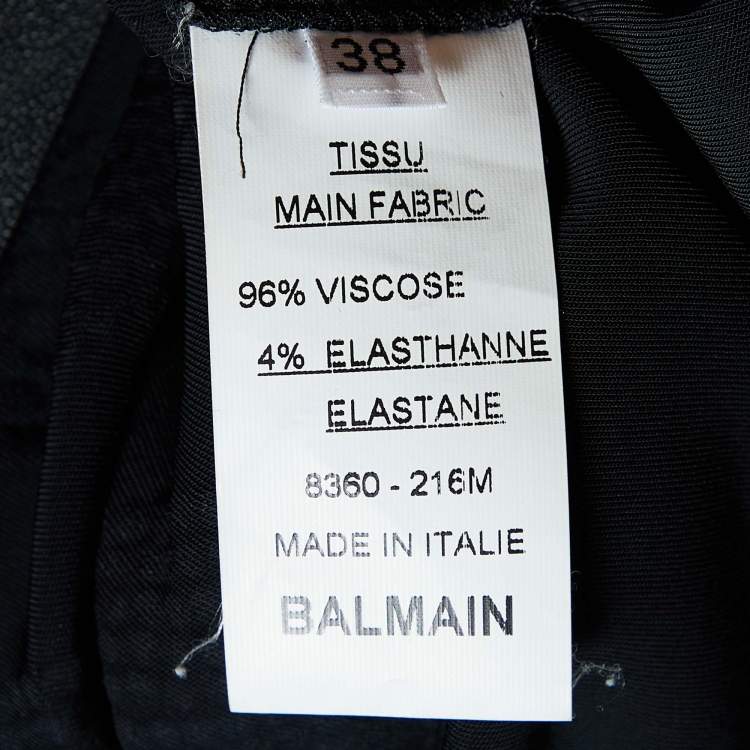 38
TISSU
MAIN FABRIC
96% VISCOSE
4% ELASTHANNE
ELASTANE
8360 - 216M
MADE IN ITALIE
BALMAIN